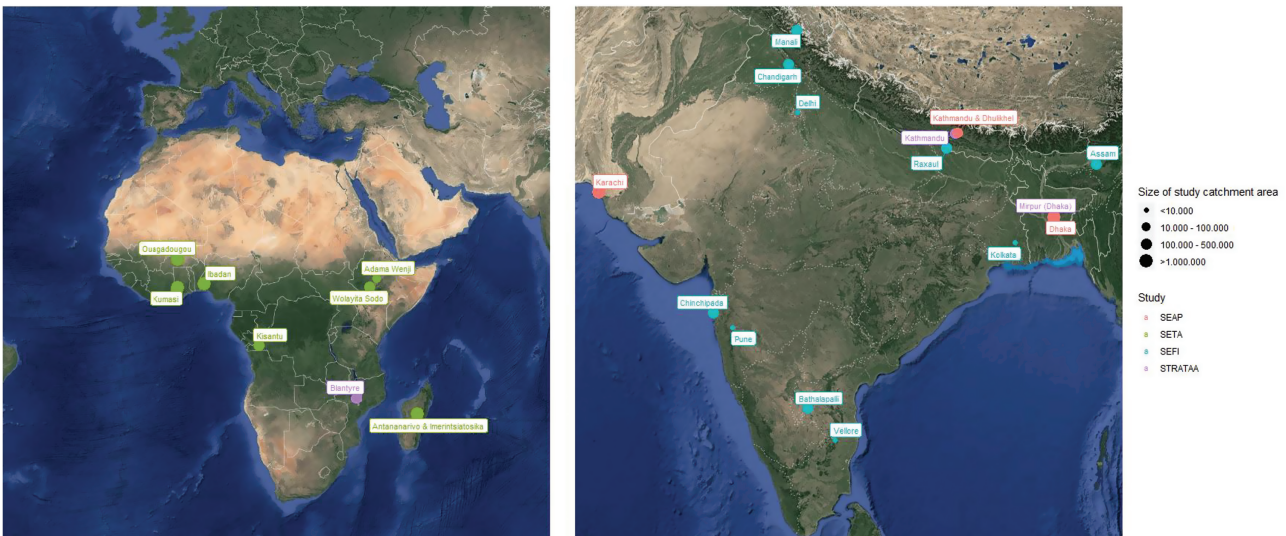 Ouagadougou
Ibadan
Kumasi
Adama Wenji
Wolayita Sodo
Kisantu
Blantyre
Antananarivo & Imerintsiatosika
Manali
Chandigarh
Delhi
Kathmandu & Dhulikhel
Kathmandu
Raxaul
Assam
Karachi
Mirpur (Dhaka)
Dhaka
Kolkata
Chinchipada
Pune
Bathalapalli
Vellore
Size of study catchment area
<10.000
10.000 - 100.000
100.000 - 500.000
>1.000.000
Study
a SEAP
a SETA
a SEFI
a STRATAA